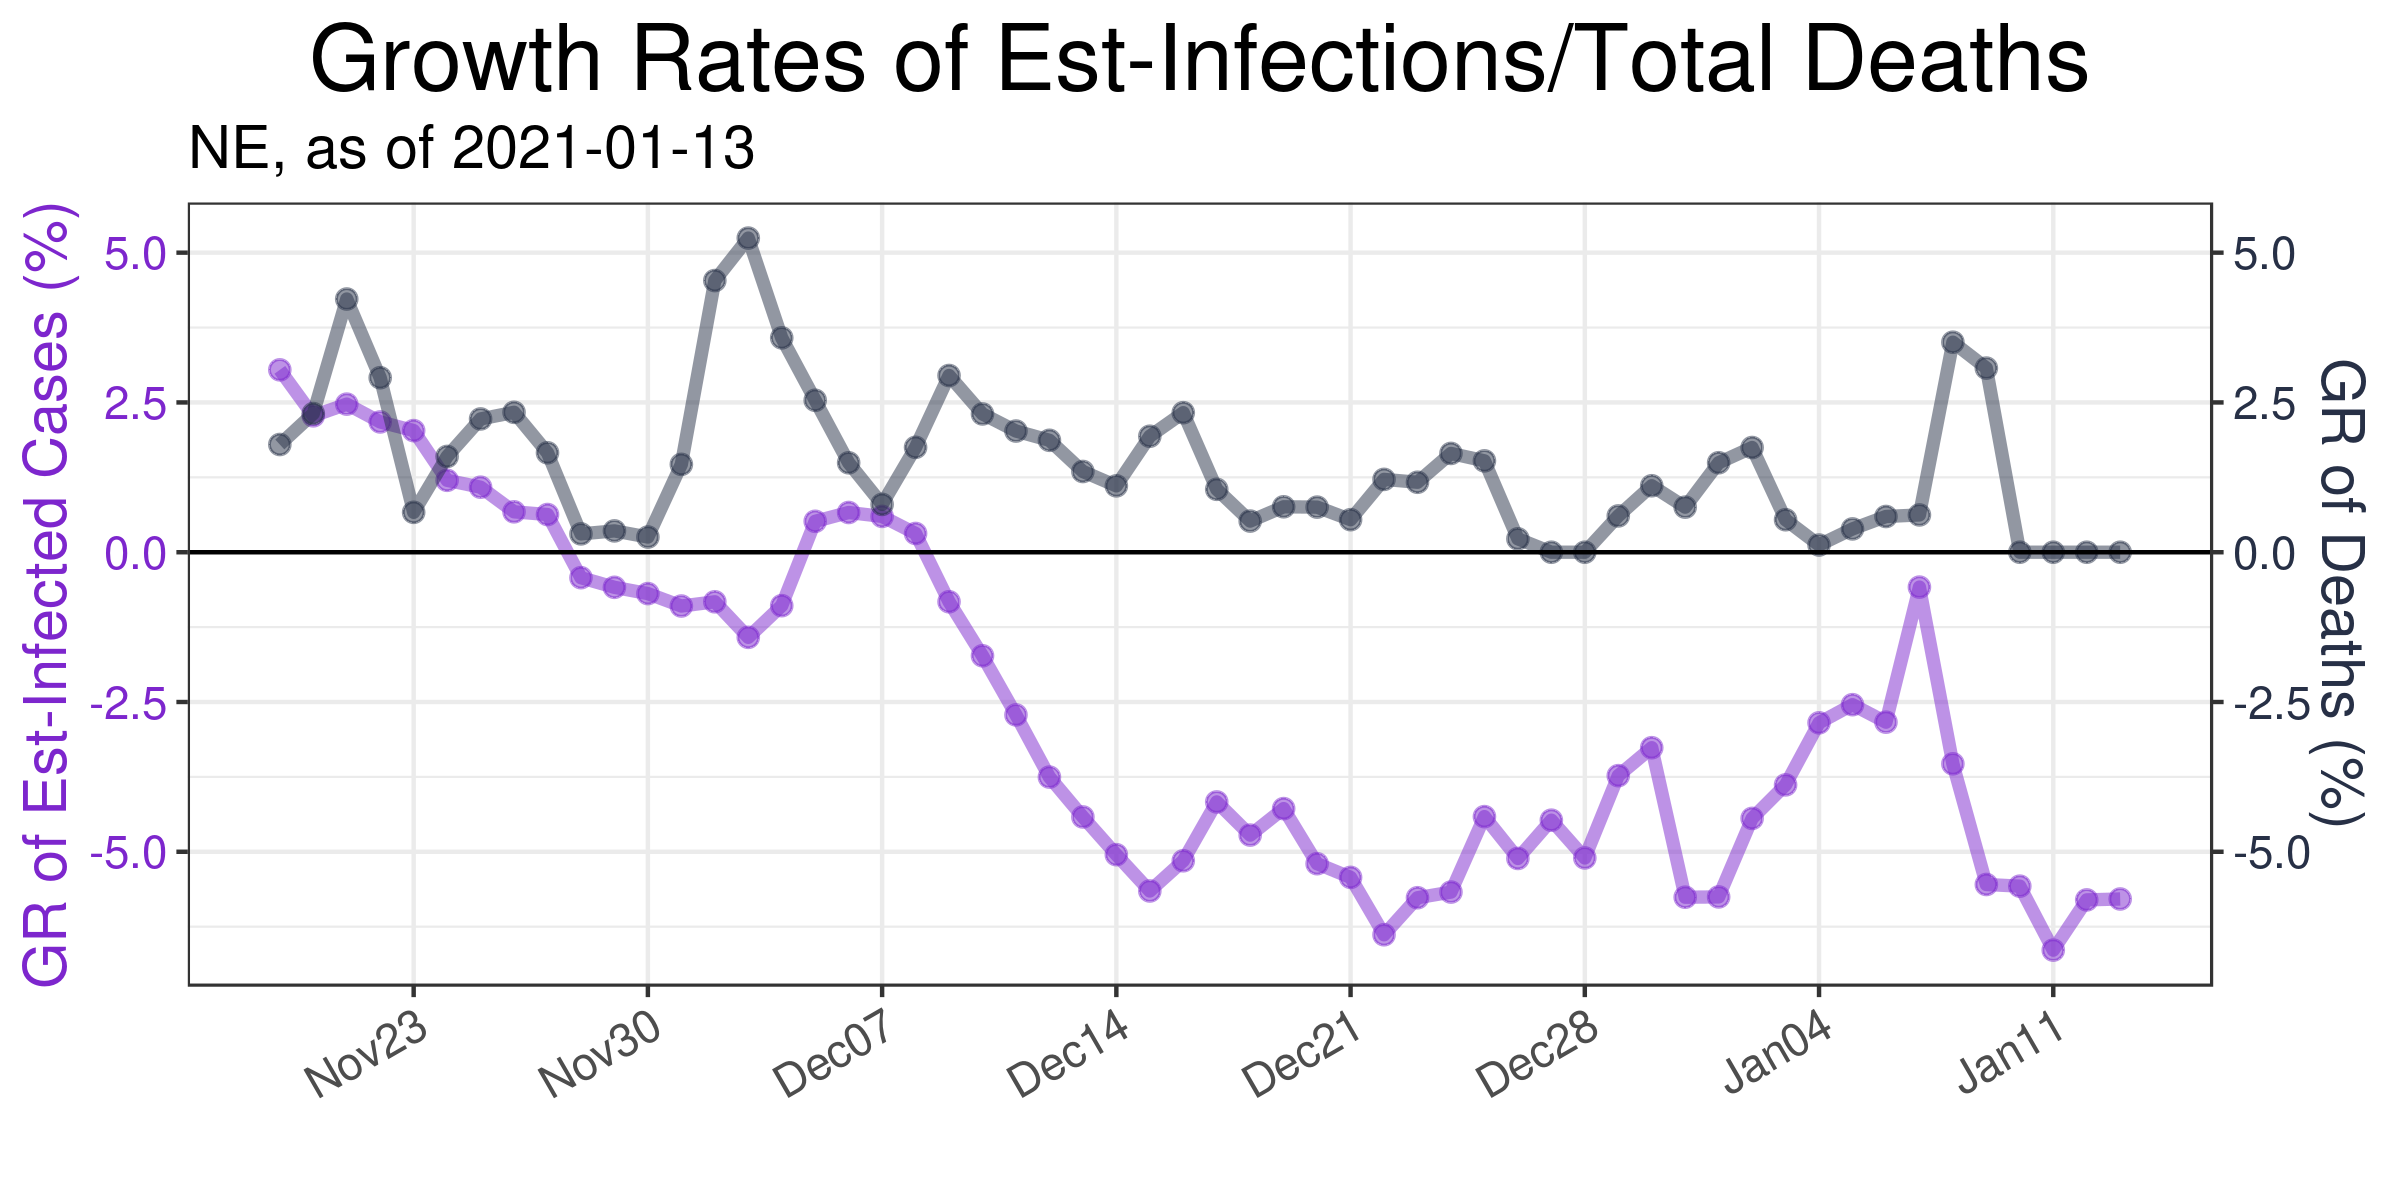 Growth Rates of Est-Infections/Total Deaths
NE, as of 2021-01-13
GR of Est-Infected Cases (%)
5.0
2.5
0.0
-2.5
-5.0
5.0
2.5
0.0
-2.5
-5.0
GR of Deaths (%)
Nov23
Nov30
Dec07
Dec14
Dec21
Dec28
Jan04
Jan11